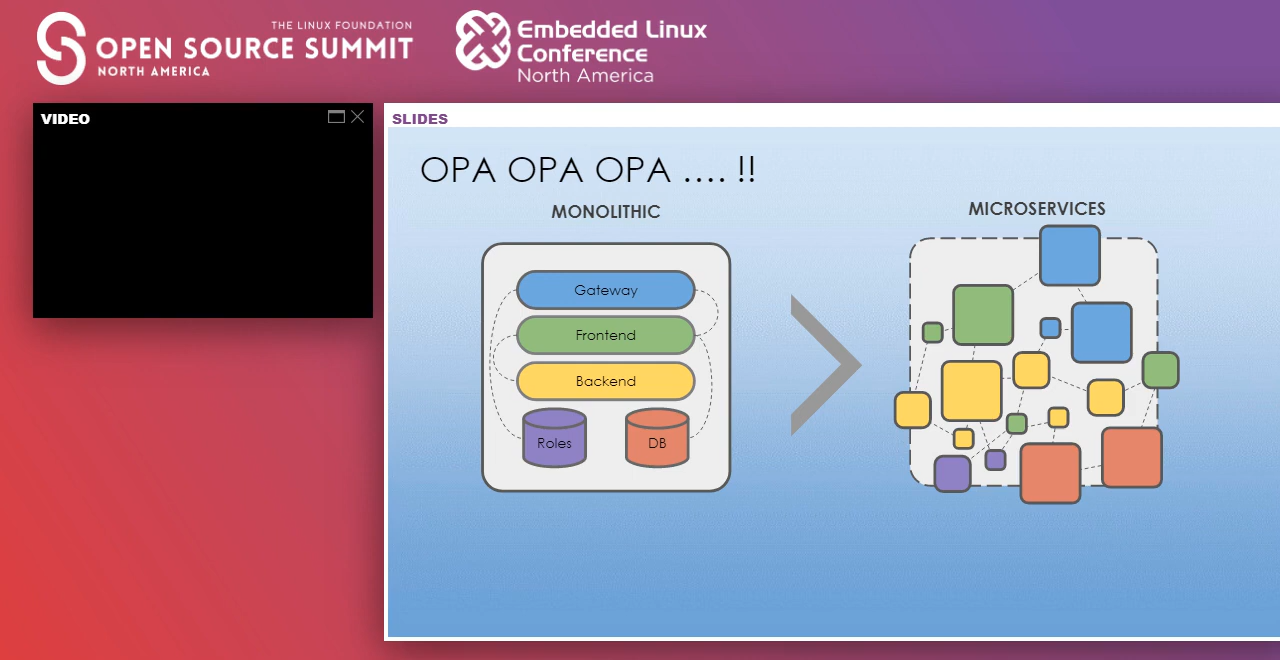 THE LINUX FOUNDATION
OPEN SOURCE SUMMIT
NORTH AMERICA
Embedded Linux
Conference
North America
VIDEO
SLIDES
OPA OPA OPA .... !!
MONOLITHIC
Gateway
Frontend
Backend
Roles
DB
MICROSERVICES